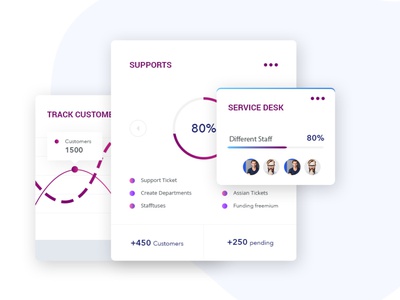 SUPPORTS
80%
Support Ticket
Create Departments
Stafftuses
Assian Tickets
Funding freemium
+450 Customers
+250 pending
TRACK CUSTOME
Customers
1500
SERVICE DESK
Different Staff
80%